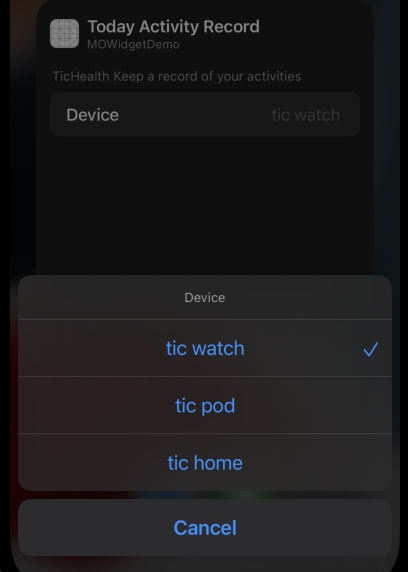 Today Activity Record
MOWidgetDemo
TicHealth Keep a record of your activities
Device tic watch
Device
tic watch
tic pod
tic home
Cancel